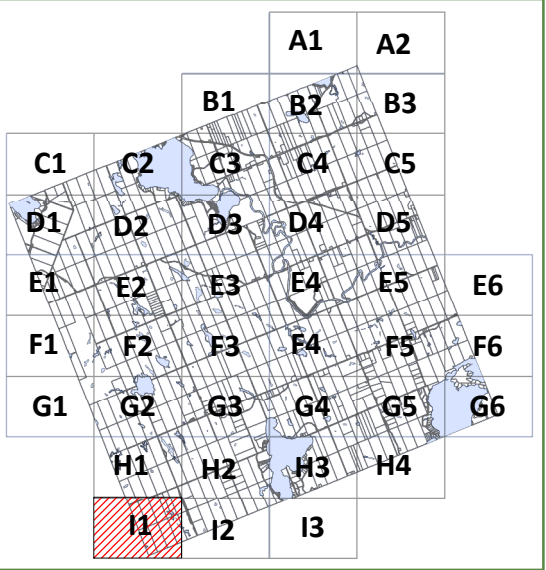 A1 A2
B1 B2 B3
C1 C2 C3 C4 C5
D1 D2 D3 D4 D5
E1 E2 E3 E4 E5 E6
F1 F2 F3 F4 F5 F6
G1 G2 G3 G4 G5 G6
H1 H2 H3 H4
I1 I2 I3